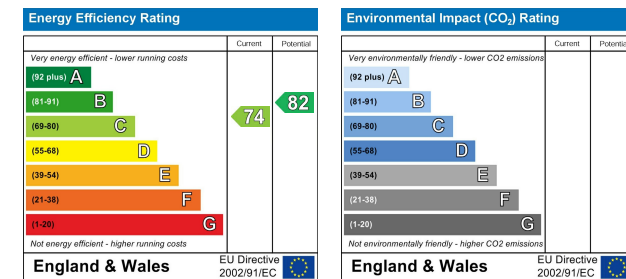 Energy Efficiency Rating
Current Potential
Very energy efficient - lower running costs
(92 plus) A
(81-91) B
(69-80) C
(55-68) D
(39-54) E
(21-38) F
(1-20) G
74
82
Not energy efficient - higher running costs
England & Wales
EU Directive
2002/91/EC
Environmental Impact (CO₂) Rating
Current Potential
Very environmentally friendly - lower CO2 emissions
(92 plus) A
(81-91) B
(69-80) C
(55-68) D
(39-54) E
(21-38) F
(1-20) G
Not environmentally friendly - higher CO2 emissions
England & Wales
EU Directive
2002/91/EC